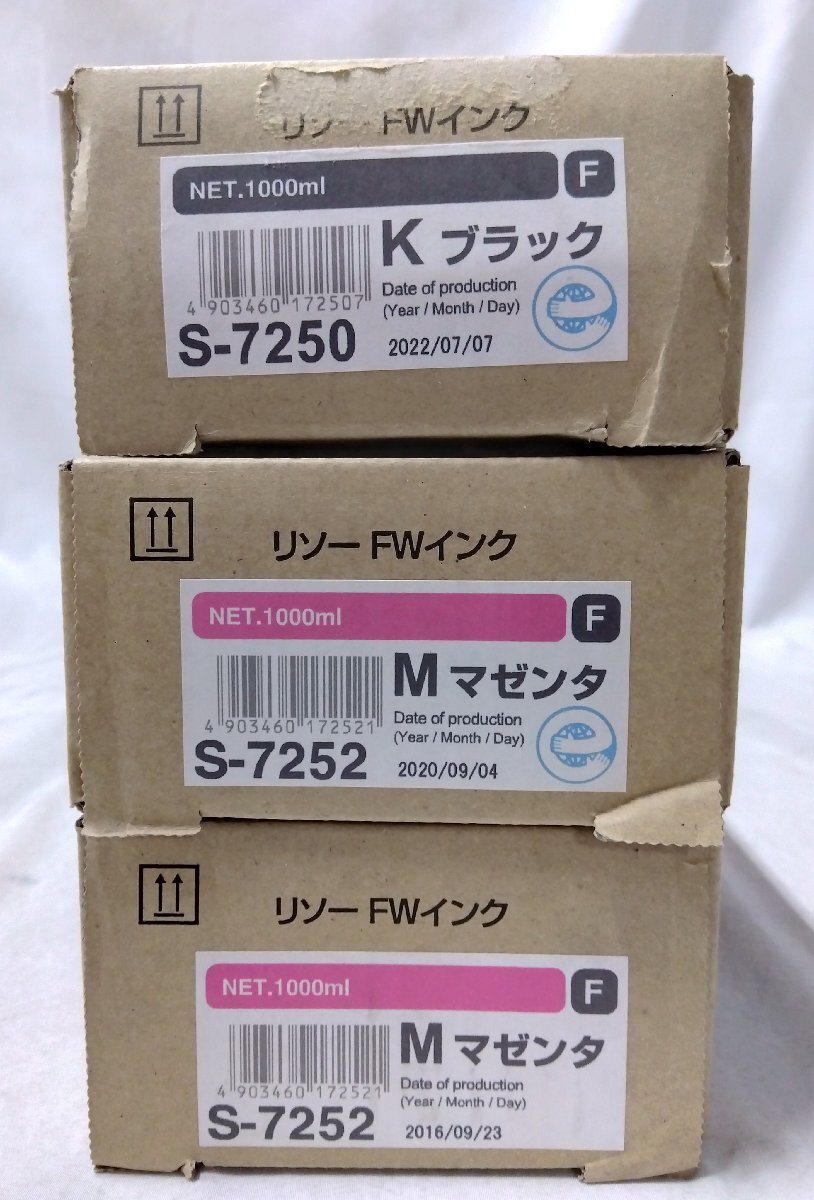 リソー FWインク
NET.1000ml
F
K ブラック
4 903460 172507
Date of production
(Year / Month / Day)
S-7250
2022/07/07
リソー FWインク
NET.1000ml
F
M マゼンタ
4 903460 172521
Date of production
(Year / Month / Day)
S-7252
2020/09/04
リソー FWインク
NET.1000ml
F
M マゼンタ
4 903460 172521
Date of production
(Year / Month / Day)
S-7252
2016/09/23